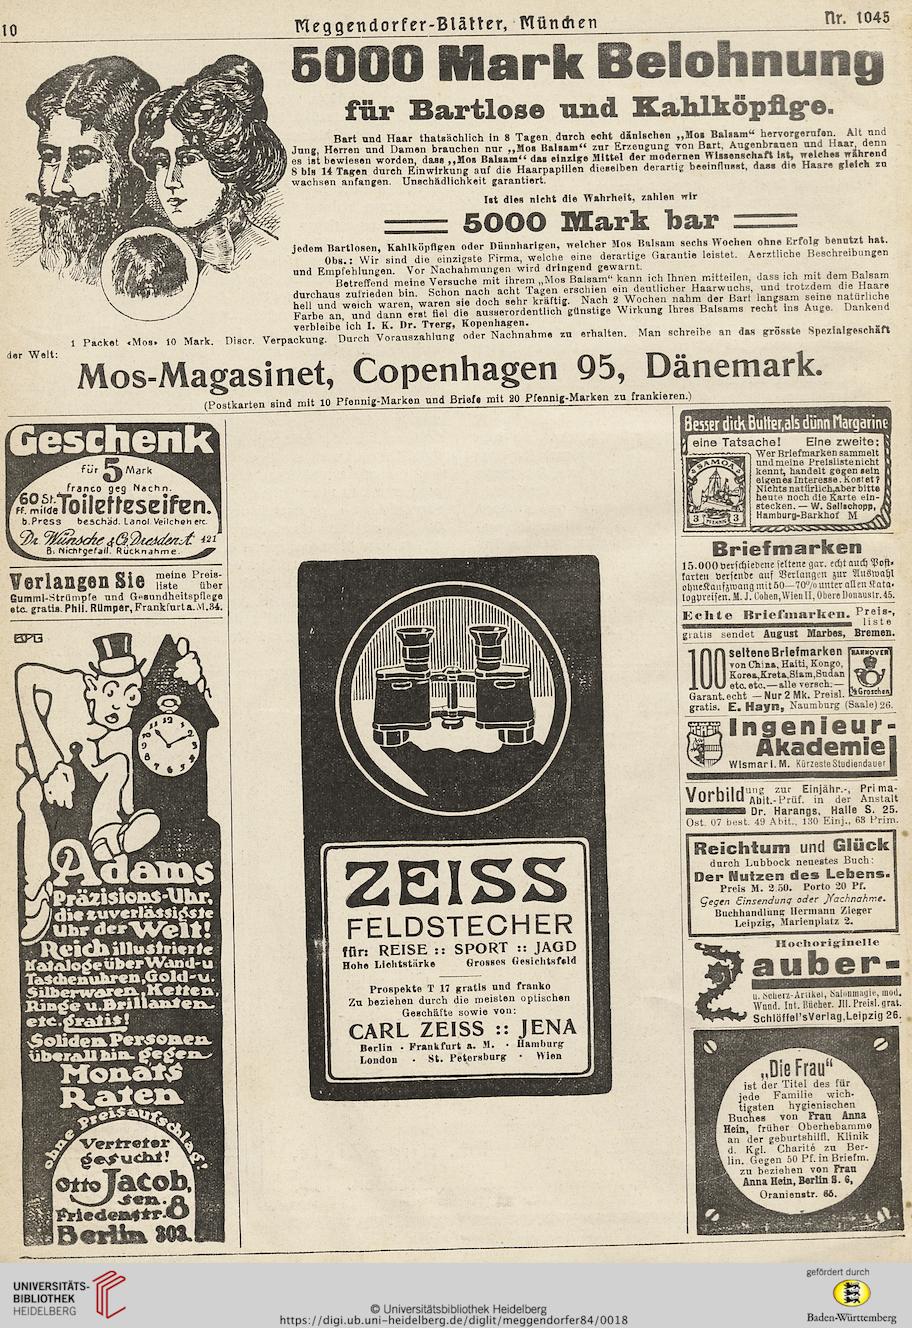 10
Meggendorfer-Blätter, München
Nr. 1045
5000 Mark Belohnung
für Bartlose und Kahlköpfige.
Bart und Haar thatsächlich in 8 Tagen durch echt dänischen „Mos Balsam“ hervorgerufen. Alt und
Jung, Herren und Damen brauchen nur „Mos Balsam“ zur Erzeugung von Bart, Augenbrauen und Haar, denn
es ist bewiesen worden, dass „Mos Balsam“ das einzige Mittel der modernen Wissenschaft ist, welches während
8 bis 14 Tagen durch Einwirkung auf die Haarpapillen dieselben derartig beeinflusst, dass die Haare gleich zu
wachsen anfangen. Unschädlichkeit garantiert.
Ist dies nicht die Wahrheit, zahlen wir
5000 Mark bar
jedem Bartlosen, Kahlköpfigen oder Dünnharigen, welcher Mos Balsam sechs Wochen ohne Erfolg benutzt hat.
Obs.: Wir sind die einzigste Firma, welche eine derartige Garantie leistet. Aerztliche Beschreibungen
und Empfehlungen. Vor Nachahmungen wird dringend gewarnt.
Betreffend meine Versuche mit ihrem „Mos Balsam“ kann ich Ihnen mitteilen, dass ich mit dem Balsam
durchaus zufrieden bin. Schon nach acht Tagen erschien ein deutlicher Haarwuchs, und trotzdem die Haare
hell und weich waren, waren sie doch sehr kräftig. Nach 2 Wochen nahm der Bart langsam seine natürliche
Farbe an, und dann erst fiel die ausserordentlich günstige Wirkung Ihres Balsams recht ins Auge. Dankend
verbleibe ich I. K. Dr. Tverg, Kopenhagen.
1 Packet «Mos» 10 Mark. Discr. Verpackung. Durch Vorauszahlung oder Nachnahme zu erhalten. Man schreibe an das grösste Spezialgeschäft
der Welt:
Mos-Magasinet, Copenhagen 95, Dänemark.
(Postkarten sind mit 10 Pfennig-Marken und Briefe mit 20 Pfennig-Marken zu frankieren.)
Geschenk
für 5 Mark
franco geg Nachn.
60 St. ff. milde Toiletteseifen.
b. Press beschäd. Lanol. Veilchen etc.
Dr. Wünsche & Co, Dresden-A. 421
B. Nichtgefall. Rücknahme.
Verlangen Sie meine Preis-
liste über
Gummi-Strümpfe und Gesundheitspflege
etc. gratis. Phil. Rümper, Frankfurt a. M. 34.
Adams
Präzisions-Uhr.
die zuverlässigste
Uhr der Welt!
Reich illustrierte
Kataloge über Wand- u
Taschenuhren, Gold- u.
Silberwaren, Ketten,
Ringe u. Brillanten
etc. gratis!
Soliden Personen
überall hin gegen
Monats
Raten
ohne Preisaufschlag!
Vertreter
gesucht!
Otto Jacob,
sen.
Friedenstr. 8
Berlin 303.
ZEISS
FELDSTECHER
für: REISE :: SPORT :: JAGD
Hohe Lichtstärke Grosses Gesichtsfeld
Prospekte T 17 gratis und franko
Zu beziehen durch die meisten optischen
Geschäfte sowie von:
CARL ZEISS :: JENA
Berlin · Frankfurt a. M. · Hamburg
London · St. Petersburg · Wien
Besser dick Butter, als dünn Margarine
eine Tatsache! Eine zweite:
Wer Briefmarken sammelt
und meine Preisliste nicht
kennt, handelt gegen sein
eigenes Interesse. Kostet?
Nichts natürlich, aber bitte
heute noch die Karte ein-
stecken. — W. Sellschopp,
Hamburg-Barkhof M
SAMOA
3 PFENNIG 3
Briefmarken
15.000 verschiedene seltene gar. echt auch Post-
karten versende auf Verlangen zur Auswahl
ohne Kaufzwang mit 50—70% unter allen Kata-
logpreisen. M. J. Cohen, Wien II, Obere Donaustr. 45.
Echte Briefmarken. Preis-,
liste
gratis sendet August Marbes, Bremen.
100 seltene Briefmarken
von China, Haiti, Kongo,
Korea, Kreta, Siam, Sudan
etc. etc. — alle versch. —
Garant. echt — Nur 2 Mk. Preisl.
gratis. E. Hayn, Naumburg (Saale) 26.
HANNOVER
Groschen
Ingenieur-
Akademie
Wismar i. M. Kürzeste Studiendauer
Vorbildung zur Einjähr.-, Prima-
Abit.-Prüf. in der Anstalt
Dr. Harangs, Halle S. 25.
Ost. 07 best. 49 Abit., 130 Einj., 63 Prim.
Reichtum und Glück
durch Lubbock neuestes Buch:
Der Nutzen des Lebens.
Preis M. 2.50. Porto 20 Pf.
Gegen Einsendung oder Nachnahme.
Buchhandlung Hermann Zieger
Leipzig, Marienplatz 2.
Hochoriginelle
Zauber-
u. Scherz-Artikel, Salonmagie, mod.
Wand. Int. Bücher. Ill. Preisl. grat.
Schlöffel's Verlag, Leipzig 26.
„Die Frau“
ist der Titel des für
jede Familie wich-
tigsten hygienischen
Buches von Frau Anna
Hein, früher Oberhebamme
an der geburtshilfl. Klinik
d. Kgl. Charité zu Ber-
lin. Gegen 50 Pf. in Briefm.
zu beziehen von Frau
Anna Hein, Berlin S. 6,
Oranienstr. 65.
UNIVERSITÄTS-
BIBLIOTHEK
HEIDELBERG
© Universitätsbibliothek Heidelberg
https://digi.ub.uni-heidelberg.de/diglit/meggendorfer84/0018
gefördert durch
Baden-Württemberg